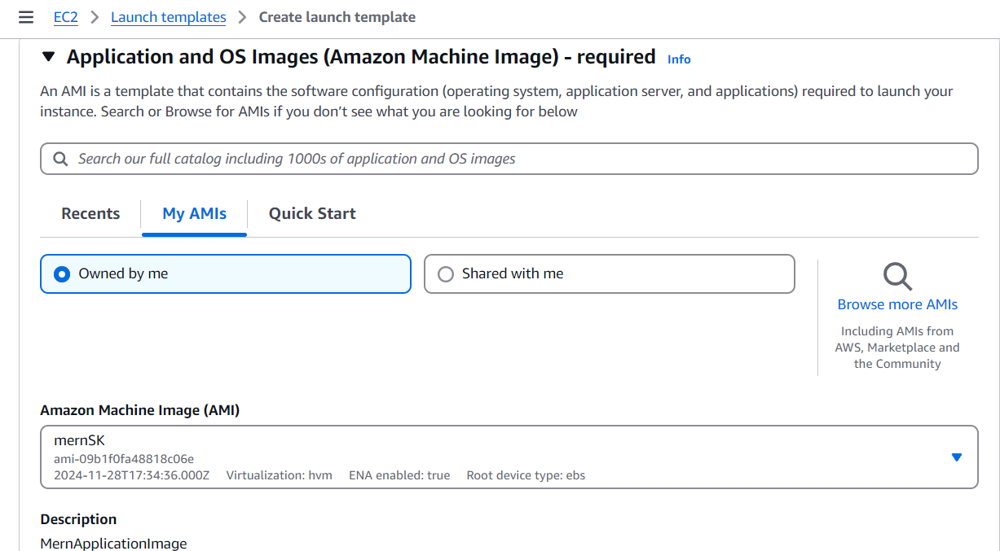 EC2 > Launch templates > Create launch template
▼ Application and OS Images (Amazon Machine Image) - required Info
An AMI is a template that contains the software configuration (operating system, application server, and applications) required to launch your
instance. Search or Browse for AMIs if you don’t see what you are looking for below
Search our full catalog including 1000s of application and OS images
Recents My AMIs Quick Start
Owned by me Shared with me
Browse more AMIs
Including AMIs from
AWS, Marketplace and
the Community
Amazon Machine Image (AMI)
mernSK
ami-09b1f0fa48818c06e
2024-11-28T17:34:36.000Z Virtualization: hvm ENA enabled: true Root device type: ebs
Description
MernApplicationImage